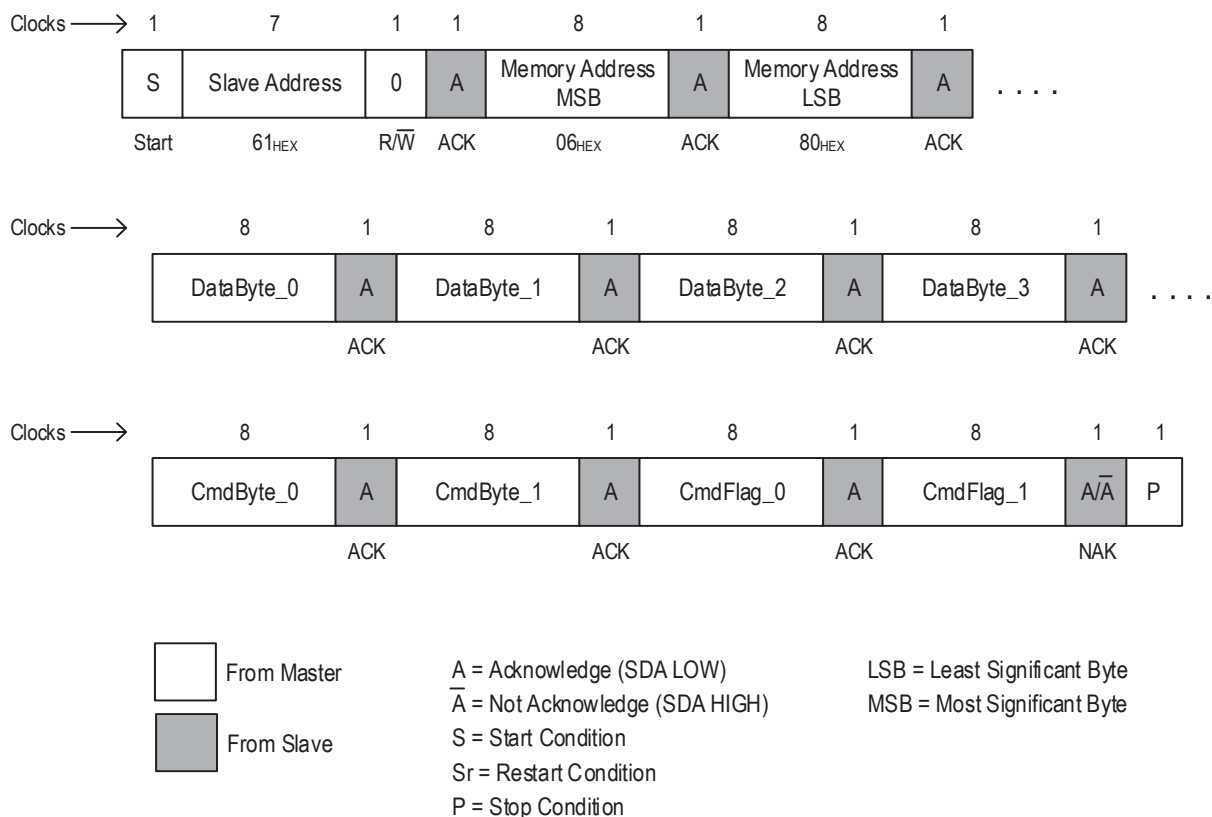 Clocks 1 7 1 1 8 1 8 1
S Slave Address 0 A Memory Address MSB A Memory Address LSB A . . . .
Start 61HEX R/W̅ ACK 06HEX ACK 80HEX ACK
Clocks 8 1 8 1 8 1 8 1
DataByte_0 A DataByte_1 A DataByte_2 A DataByte_3 A . . . .
ACK ACK ACK ACK
Clocks 8 1 8 1 8 1 8 1 1
CmdByte_0 A CmdByte_1 A CmdFlag_0 A CmdFlag_1 A/A̅ P
ACK ACK ACK NAK
From Master
From Slave
A = Acknowledge (SDA LOW)
A̅ = Not Acknowledge (SDA HIGH)
S = Start Condition
Sr = Restart Condition
P = Stop Condition
LSB = Least Significant Byte
MSB = Most Significant Byte